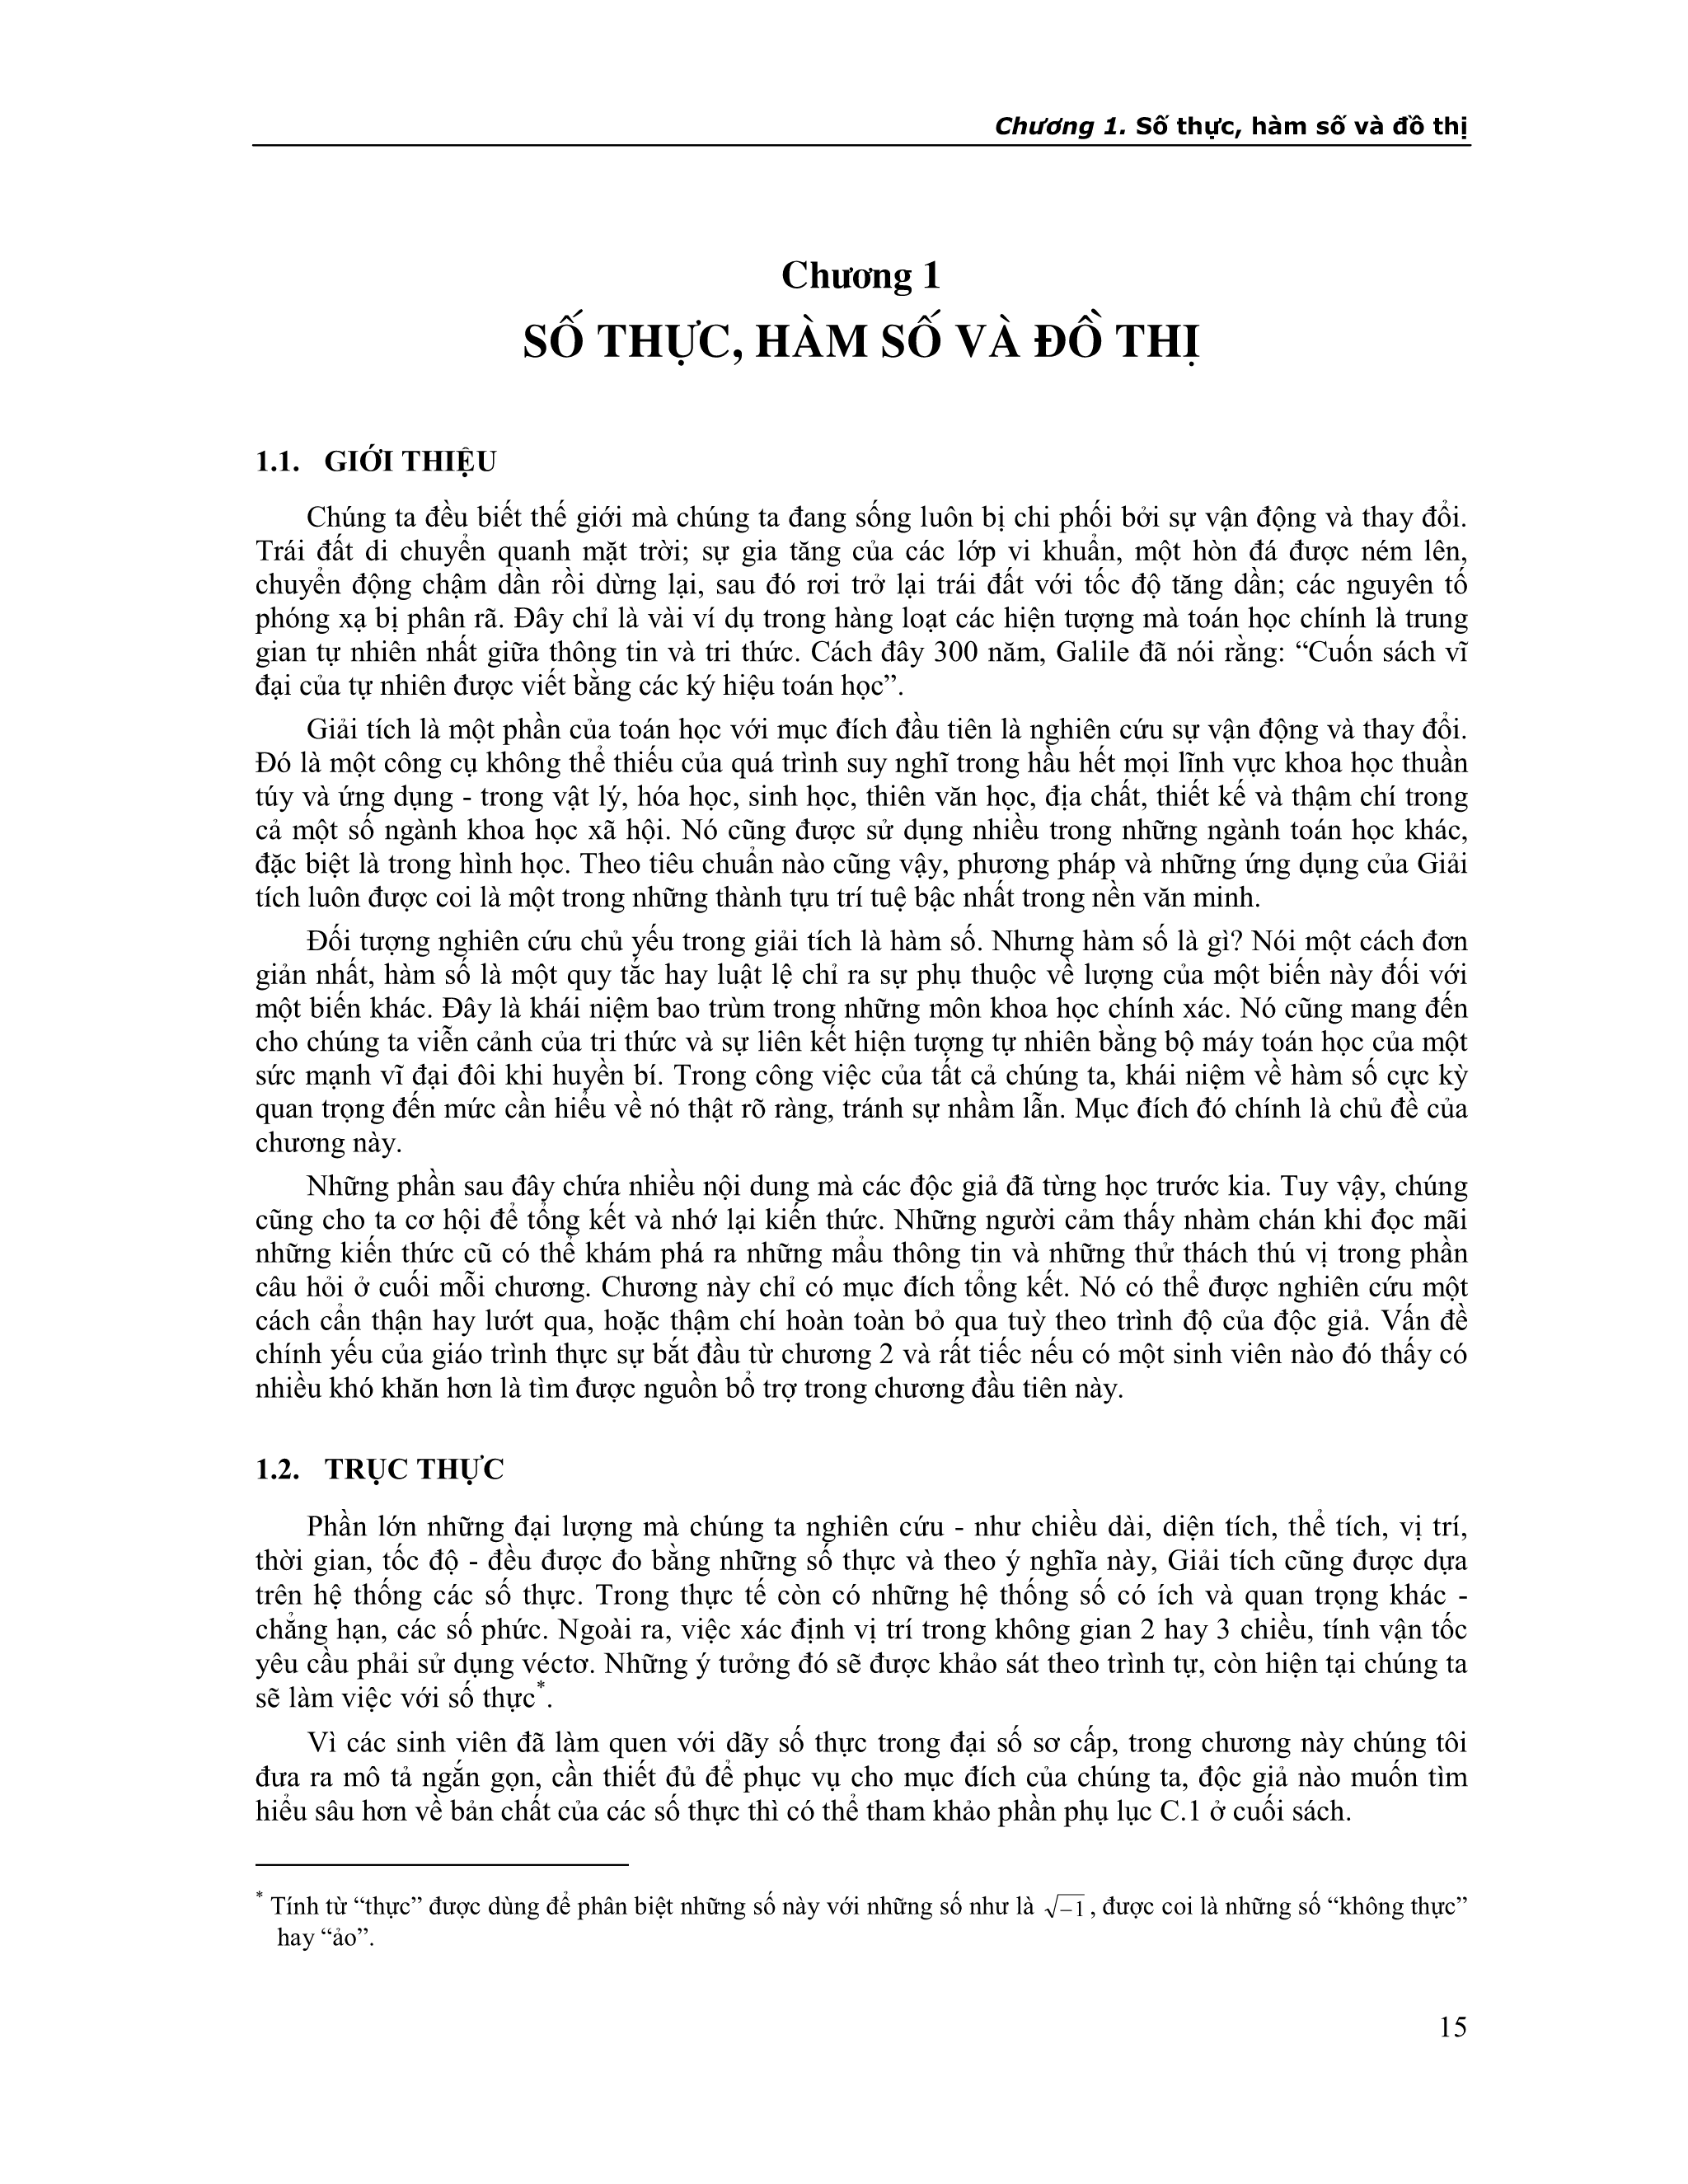 Chương 1. Số thực, hàm số và đồ thị
Chương 1
SỐ THỰC, HÀM SỐ VÀ ĐỒ THỊ
1.1. GIỚI THIỆU
Chúng ta đều biết thế giới mà chúng ta đang sống luôn bị chi phối bởi sự vận động và thay đổi.
Trái đất di chuyển quanh mặt trời; sự gia tăng của các lớp vi khuẩn, một hòn đá được ném lên,
chuyển động chậm dần rồi dừng lại, sau đó rơi trở lại trái đất với tốc độ tăng dần; các nguyên tố
phóng xạ bị phân rã. Đây chỉ là vài ví dụ trong hàng loạt các hiện tượng mà toán học chính là trung
gian tự nhiên nhất giữa thông tin và tri thức. Cách đây 300 năm, Galile đã nói rằng: “Cuốn sách vĩ
đại của tự nhiên được viết bằng các ký hiệu toán học”.
Giải tích là một phần của toán học với mục đích đầu tiên là nghiên cứu sự vận động và thay đổi.
Đó là một công cụ không thể thiếu của quá trình suy nghĩ trong hầu hết mọi lĩnh vực khoa học thuần
túy và ứng dụng - trong vật lý, hóa học, sinh học, thiên văn học, địa chất, thiết kế và thậm chí trong
cả một số ngành khoa học xã hội. Nó cũng được sử dụng nhiều trong những ngành toán học khác,
đặc biệt là trong hình học. Theo tiêu chuẩn nào cũng vậy, phương pháp và những ứng dụng của Giải
tích luôn được coi là một trong những thành tựu trí tuệ bậc nhất trong nền văn minh.
Đối tượng nghiên cứu chủ yếu trong giải tích là hàm số. Nhưng hàm số là gì? Nói một cách đơn
giản nhất, hàm số là một quy tắc hay luật lệ chỉ ra sự phụ thuộc về lượng của một biến này đối với
một biến khác. Đây là khái niệm bao trùm trong những môn khoa học chính xác. Nó cũng mang đến
cho chúng ta viễn cảnh của tri thức và sự liên kết hiện tượng tự nhiên bằng bộ máy toán học của một
sức mạnh vĩ đại đôi khi huyền bí. Trong công việc của tất cả chúng ta, khái niệm về hàm số cực kỳ
quan trọng đến mức cần hiểu về nó thật rõ ràng, tránh sự nhầm lẫn. Mục đích đó chính là chủ đề của
chương này.
Những phần sau đây chứa nhiều nội dung mà các độc giả đã từng học trước kia. Tuy vậy, chúng
cũng cho ta cơ hội để tổng kết và nhớ lại kiến thức. Những người cảm thấy nhàm chán khi đọc mãi
những kiến thức cũ có thể khám phá ra những mẩu thông tin và những thử thách thú vị trong phần
câu hỏi ở cuối mỗi chương. Chương này chỉ có mục đích tổng kết. Nó có thể được nghiên cứu một
cách cẩn thận hay lướt qua, hoặc thậm chí hoàn toàn bỏ qua tuỳ theo trình độ của độc giả. Vấn đề
chính yếu của giáo trình thực sự bắt đầu từ chương 2 và rất tiếc nếu có một sinh viên nào đó thấy có
nhiều khó khăn hơn là tìm được nguồn bổ trợ trong chương đầu tiên này.
1.2. TRỤC THỰC
Phần lớn những đại lượng mà chúng ta nghiên cứu - như chiều dài, diện tích, thể tích, vị trí,
thời gian, tốc độ - đều được đo bằng những số thực và theo ý nghĩa này, Giải tích cũng được dựa
trên hệ thống các số thực. Trong thực tế còn có những hệ thống số có ích và quan trọng khác -
chẳng hạn, các số phức. Ngoài ra, việc xác định vị trí trong không gian 2 hay 3 chiều, tính vận tốc
yêu cầu phải sử dụng véctơ. Những ý tưởng đó sẽ được khảo sát theo trình tự, còn hiện tại chúng ta
sẽ làm việc với số thực*.
Vì các sinh viên đã làm quen với dãy số thực trong đại số sơ cấp, trong chương này chúng tôi
đưa ra mô tả ngắn gọn, cần thiết đủ để phục vụ cho mục đích của chúng ta, độc giả nào muốn tìm
hiểu sâu hơn về bản chất của các số thực thì có thể tham khảo phần phụ lục C.1 ở cuối sách.
* Tính từ “thực” được dùng để phân biệt những số này với những số như là √−1, được coi là những số “không thực”
hay “ảo”.
15